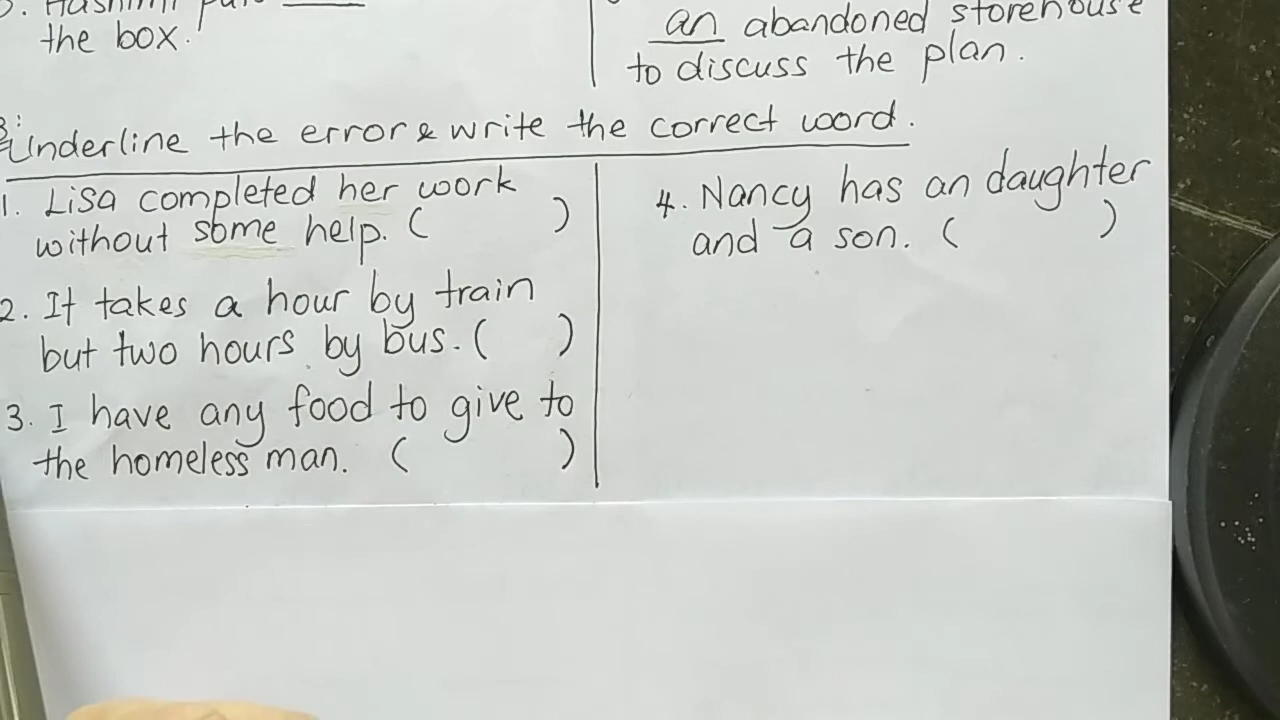 the box.
an abandoned storehouse
to discuss the plan.
Underline the error & write the correct word.
1. Lisa completed her work
without some help. ( )
2. It takes a hour by train
but two hours by bus. ( )
3. I have any food to give to
the homeless man. ( )
4. Nancy has an daughter
and a son. ( )